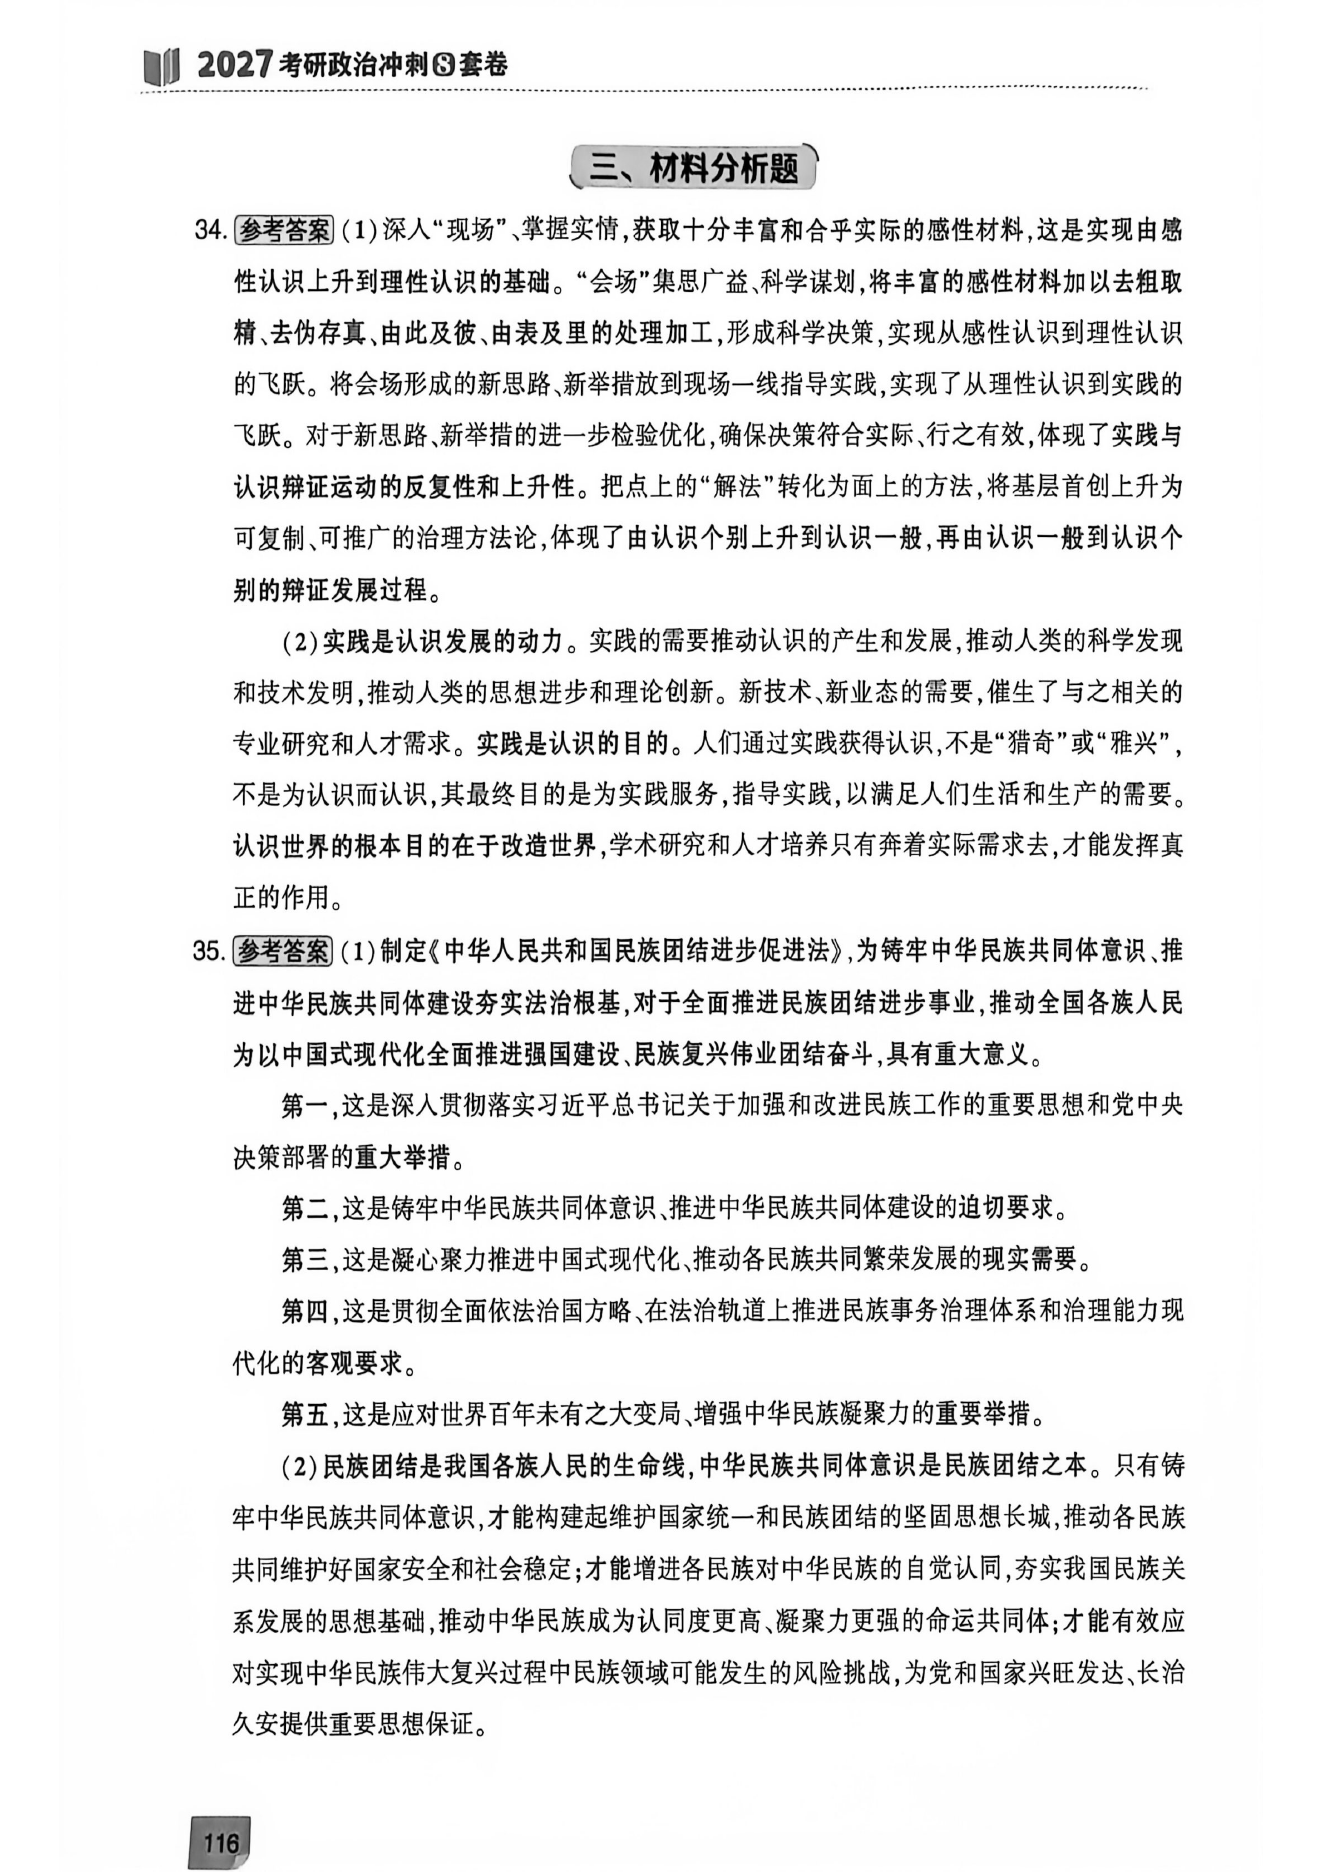 2027考研政治冲刺8套卷
三、材料分析题
34. 参考答案 (1)深入“现场”、掌握实情,获取十分丰富和合乎实际的感性材料,这是实现由感
性认识上升到理性认识的基础。“会场”集思广益、科学谋划,将丰富的感性材料加以去粗取
精、去伪存真、由此及彼、由表及里的处理加工,形成科学决策,实现从感性认识到理性认识
的飞跃。将会场形成的新思路、新举措放到现场一线指导实践,实现了从理性认识到实践的
飞跃。对于新思路、新举措的进一步检验优化,确保决策符合实际、行之有效,体现了实践与
认识辩证运动的反复性和上升性。把点上的“解法”转化为面上的方法,将基层首创上升为
可复制、可推广的治理方法论,体现了由认识个别上升到认识一般,再由认识一般到认识个
别的辩证发展过程。
(2)实践是认识发展的动力。实践的需要推动认识的产生和发展,推动人类的科学发现
和技术发明,推动人类的思想进步和理论创新。新技术、新业态的需要,催生了与之相关的
专业研究和人才需求。实践是认识的目的。人们通过实践获得认识,不是“猎奇”或“雅兴”,
不是为认识而认识,其最终目的是为实践服务,指导实践,以满足人们生活和生产的需要。
认识世界的根本目的在于改造世界,学术研究和人才培养只有奔着实际需求去,才能发挥真
正的作用。
35. 参考答案 (1)制定《中华人民共和国民族团结进步促进法》,为铸牢中华民族共同体意识、推
进中华民族共同体建设夯实法治根基,对于全面推进民族团结进步事业,推动全国各族人民
为以中国式现代化全面推进强国建设、民族复兴伟业团结奋斗,具有重大意义。
第一,这是深入贯彻落实习近平总书记关于加强和改进民族工作的重要思想和党中央
决策部署的重大举措。
第二,这是铸牢中华民族共同体意识、推进中华民族共同体建设的迫切要求。
第三,这是凝心聚力推进中国式现代化、推动各民族共同繁荣发展的现实需要。
第四,这是贯彻全面依法治国方略、在法治轨道上推进民族事务治理体系和治理能力现
代化的客观要求。
第五,这是应对世界百年未有之大变局、增强中华民族凝聚力的重要举措。
(2)民族团结是我国各族人民的生命线,中华民族共同体意识是民族团结之本。只有铸
牢中华民族共同体意识,才能构建起维护国家统一和民族团结的坚固思想长城,推动各民族
共同维护好国家安全和社会稳定;才能增进各民族对中华民族的自觉认同,夯实我国民族关
系发展的思想基础,推动中华民族成为认同度更高、凝聚力更强的命运共同体;才能有效应
对实现中华民族伟大复兴过程中民族领域可能发生的风险挑战,为党和国家兴旺发达、长治
久安提供重要思想保证。
116